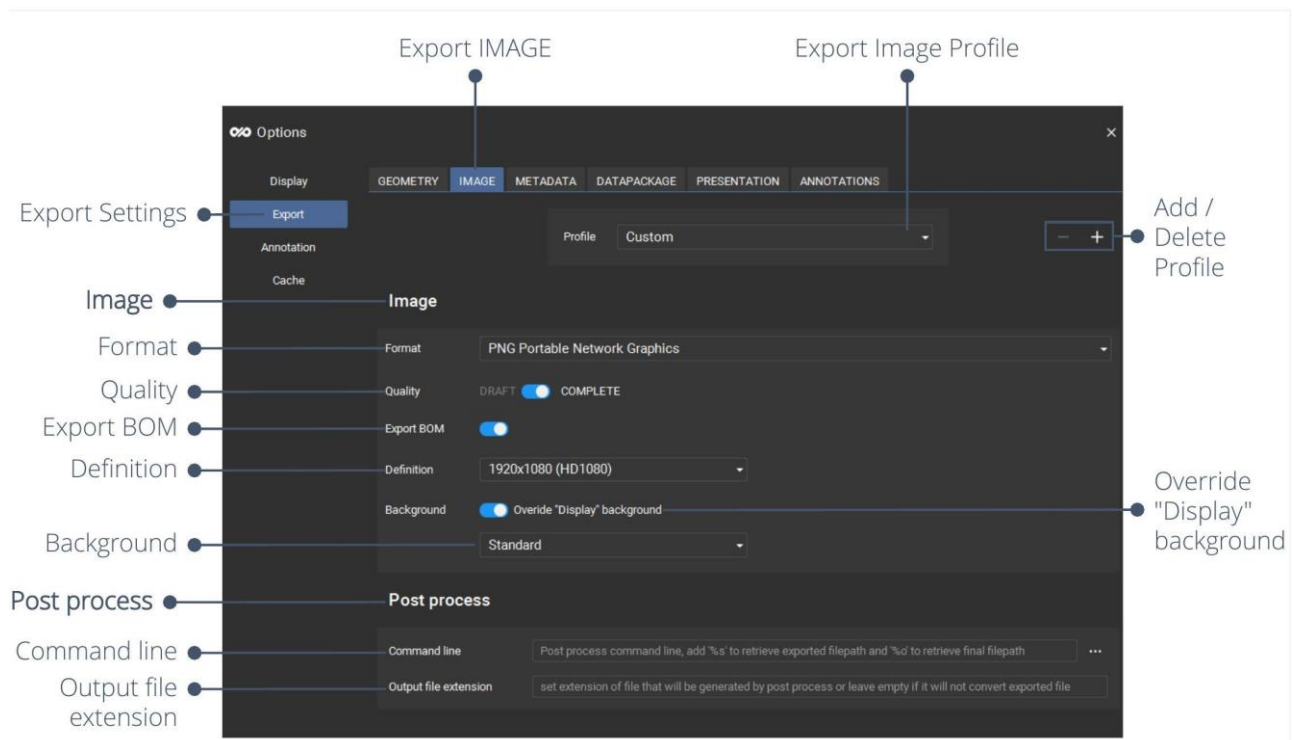 Export IMAGE
Export Image Profile
Options
×
Display
GEOMETRY IMAGE METADATA DATAPACKAGE PRESENTATION ANNOTATIONS
Export Settings
Export
Profile Custom
− +
Add /
Delete
Profile
Annotation
Cache
Image
Image
Format
Format PNG Portable Network Graphics
Quality
Quality DRAFT COMPLETE
Export BOM
Export BOM
Definition
Definition 1920x1080 (HD1080)
Background Overide "Display" background
Override
"Display"
background
Background
Standard
Post process
Post process
Command line
Command line Post process command line, add '%s' to retrieve exported filepath and '%o' to retrieve final filepath ...
Output file
extension
Output file extension set extension of file that will be generated by post process or leave empty if it will not convert exported file